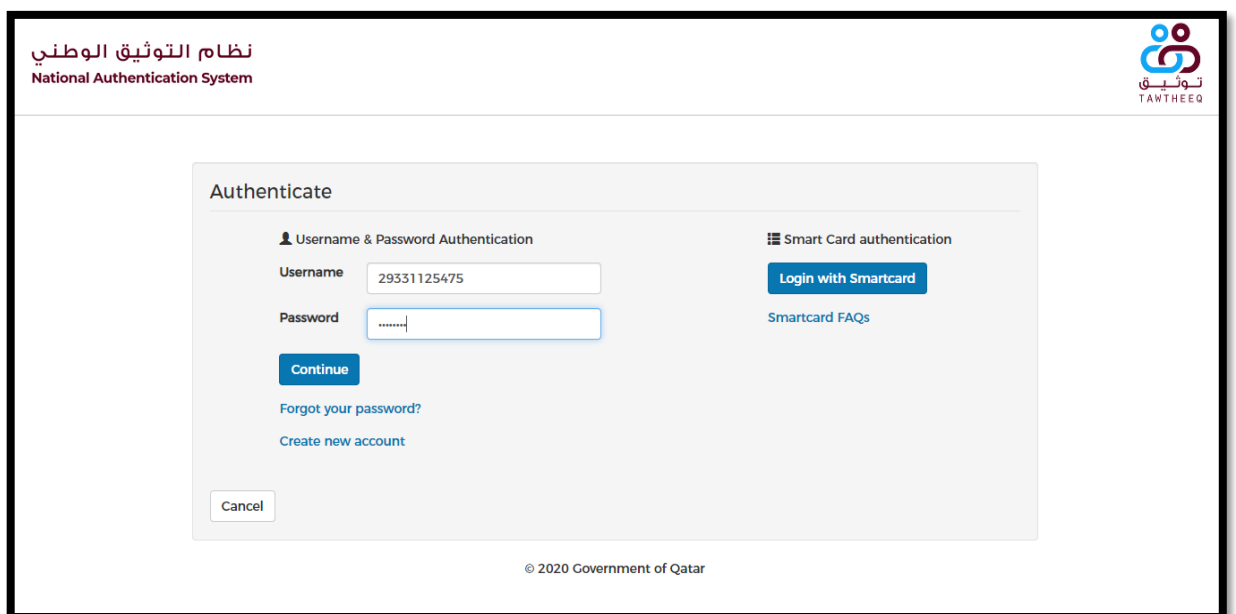 نظام التوثيق الوطني
National Authentication System
تـوثـيــق
TAWTHEEQ
Authenticate
Username & Password Authentication
Username 29331125475
Password ••••••••
Continue
Forgot your password?
Create new account
Smart Card authentication
Login with Smartcard
Smartcard FAQs
Cancel
© 2020 Government of Qatar